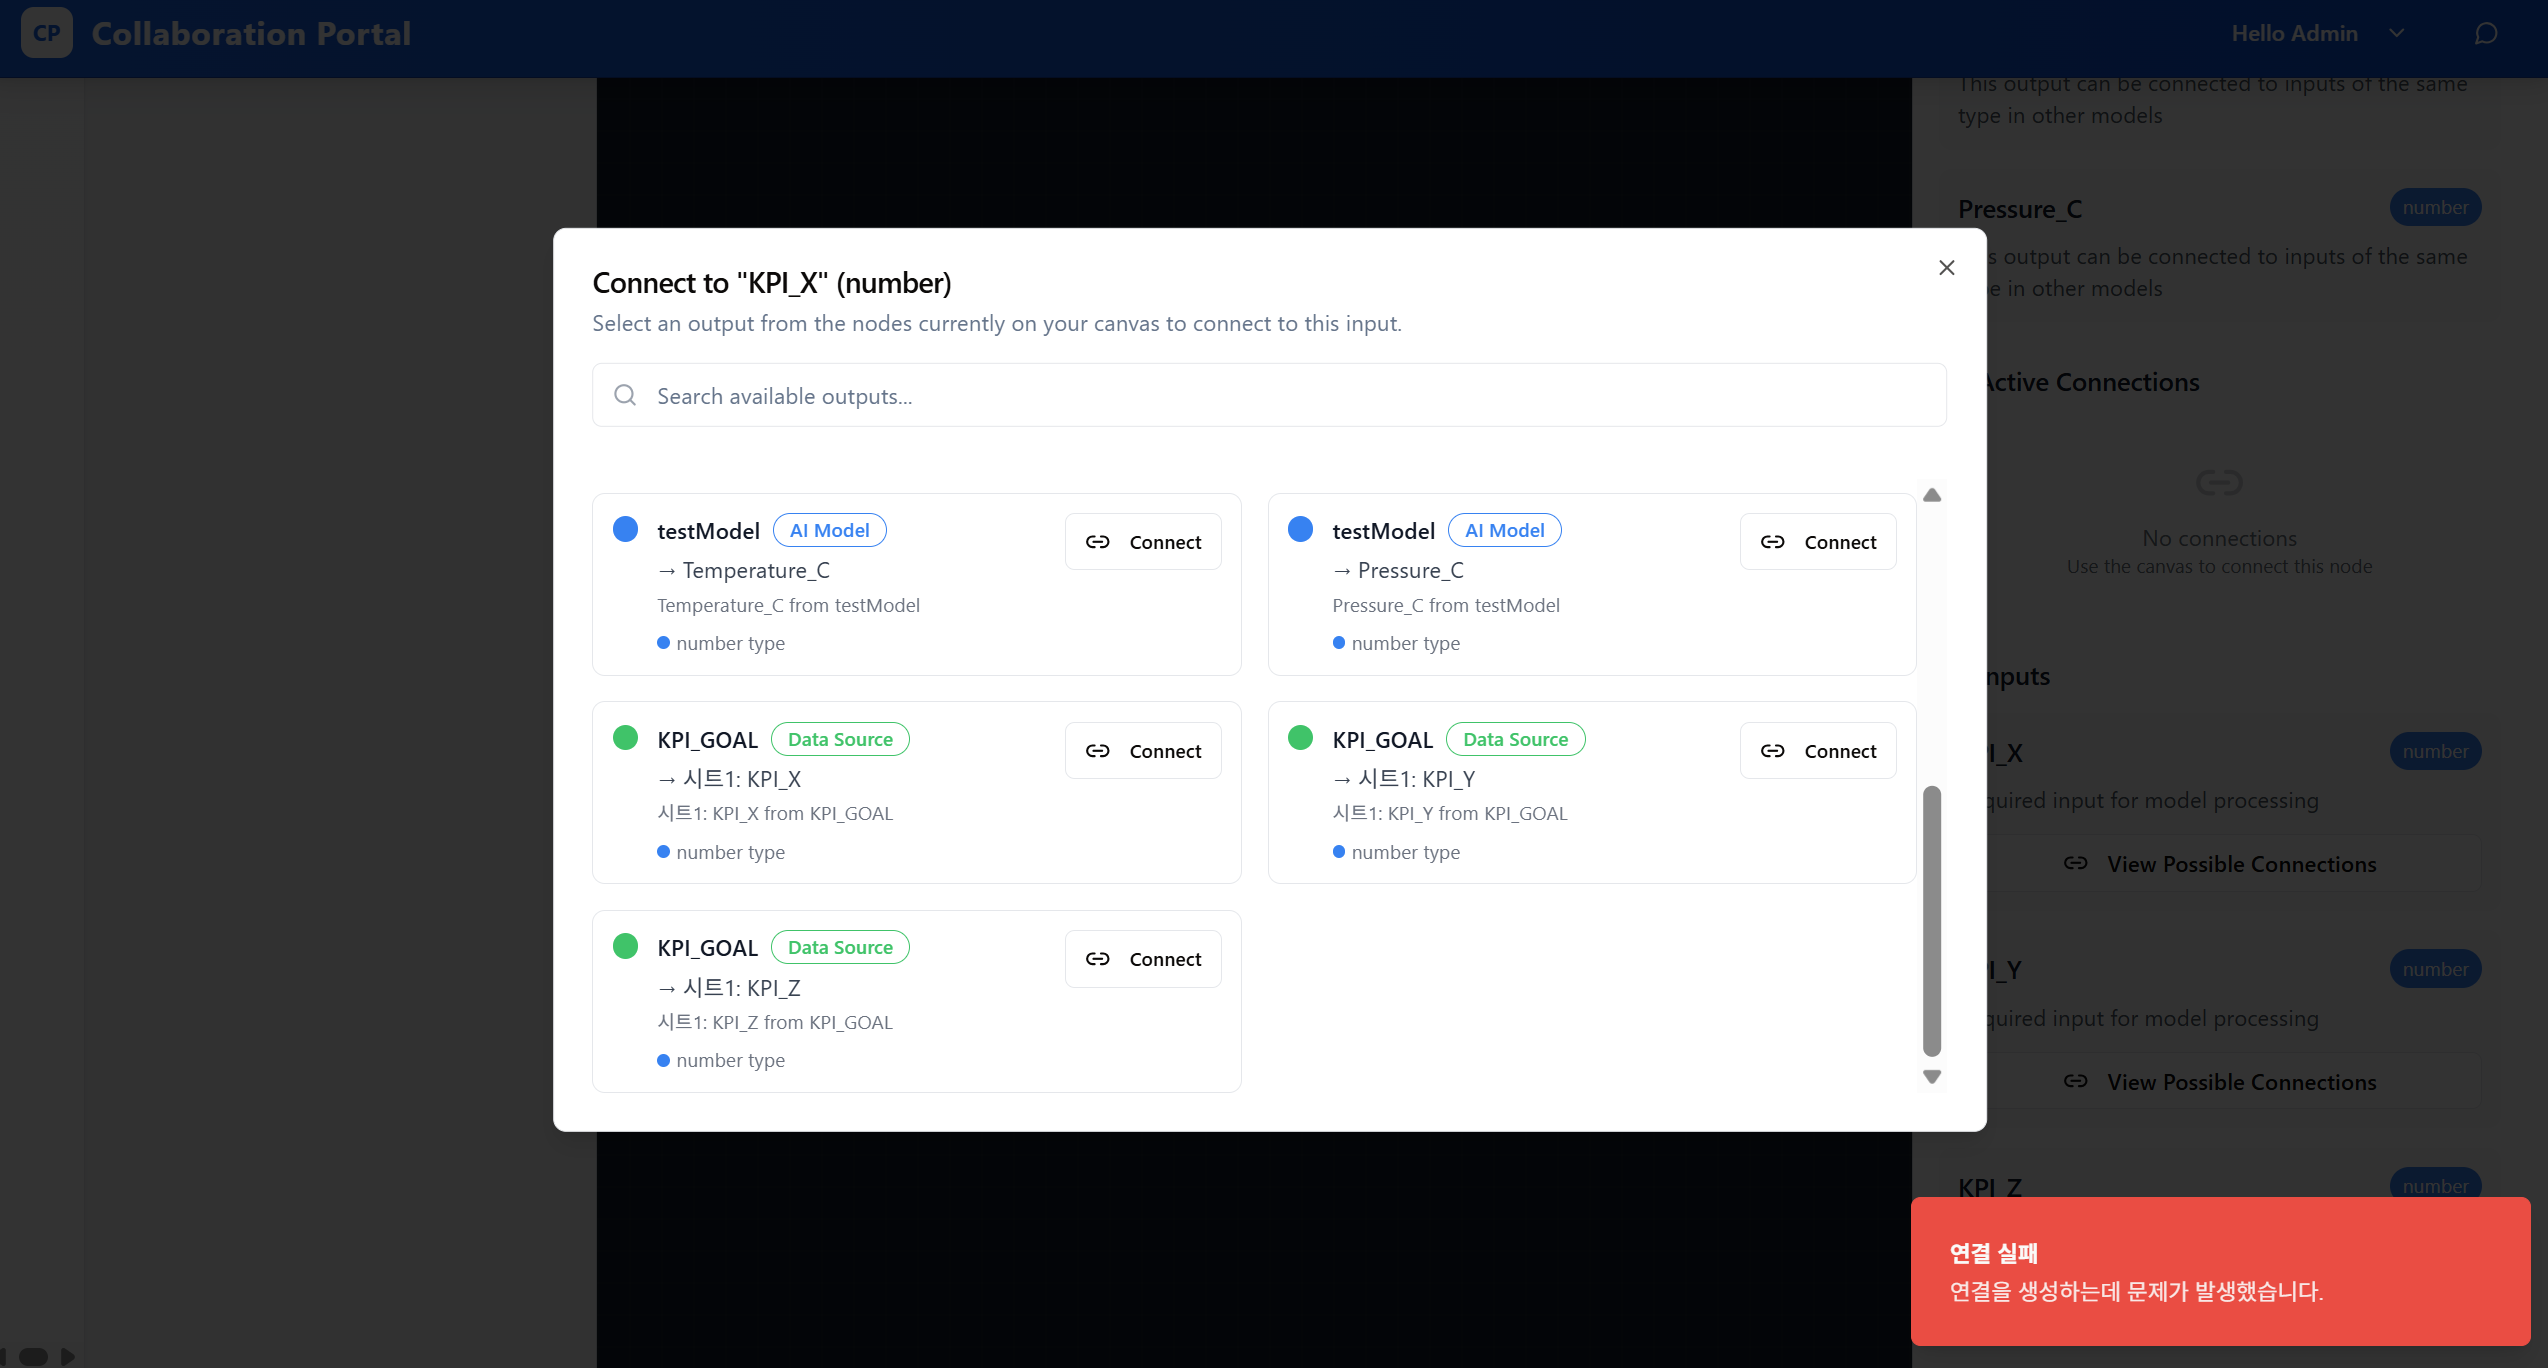 CP Collaboration Portal
Hello Admin
This output can be connected to inputs of the same
type in other models
Pressure_C
number
s output can be connected to inputs of the same
e in other models
Active Connections
No connections
Use the canvas to connect this node
nputs
I_X
number
quired input for model processing
View Possible Connections
I_Y
number
quired input for model processing
View Possible Connections
KPI_Z
number
Connect to "KPI_X" (number)
Select an output from the nodes currently on your canvas to connect to this input.
Search available outputs...
testModel AI Model
Connect
→ Temperature_C
Temperature_C from testModel
number type
testModel AI Model
Connect
→ Pressure_C
Pressure_C from testModel
number type
KPI_GOAL Data Source
Connect
→ 시트1: KPI_X
시트1: KPI_X from KPI_GOAL
number type
KPI_GOAL Data Source
Connect
→ 시트1: KPI_Y
시트1: KPI_Y from KPI_GOAL
number type
KPI_GOAL Data Source
Connect
→ 시트1: KPI_Z
시트1: KPI_Z from KPI_GOAL
number type
연결 실패
연결을 생성하는데 문제가 발생했습니다.